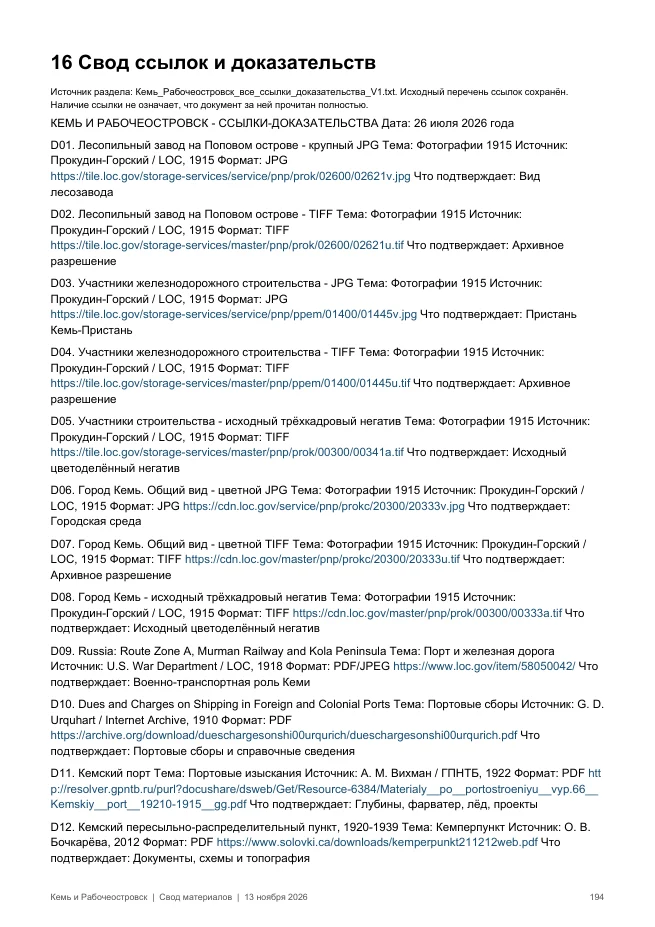 16 Свод ссылок и доказательств
Источник раздела: Кемь_Рабочеостровск_все_ссылки_доказательства_V1.txt. Исходный перечень ссылок сохранён.
Наличие ссылки не означает, что документ за ней прочитан полностью.
КЕМЬ И РАБОЧЕОСТРОВСК - ССЫЛКИ-ДОКАЗАТЕЛЬСТВА Дата: 26 июля 2026 года
D01. Лесопильный завод на Поповом острове - крупный JPG Тема: Фотографии 1915 Источник:
Прокудин-Горский / LOC, 1915 Формат: JPG
https://tile.loc.gov/storage-services/service/pnp/prok/02600/02621v.jpg Что подтверждает: Вид
лесозавода
D02. Лесопильный завод на Поповом острове - TIFF Тема: Фотографии 1915 Источник:
Прокудин-Горский / LOC, 1915 Формат: TIFF
https://tile.loc.gov/storage-services/master/pnp/prok/02600/02621u.tif Что подтверждает: Архивное
разрешение
D03. Участники железнодорожного строительства - JPG Тема: Фотографии 1915 Источник:
Прокудин-Горский / LOC, 1915 Формат: JPG
https://tile.loc.gov/storage-services/service/pnp/ppem/01400/01445v.jpg Что подтверждает: Пристань
Кемь-Пристань
D04. Участники железнодорожного строительства - TIFF Тема: Фотографии 1915 Источник:
Прокудин-Горский / LOC, 1915 Формат: TIFF
https://tile.loc.gov/storage-services/master/pnp/ppem/01400/01445u.tif Что подтверждает: Архивное
разрешение
D05. Участники строительства - исходный трёхкадровый негатив Тема: Фотографии 1915 Источник:
Прокудин-Горский / LOC, 1915 Формат: TIFF
https://tile.loc.gov/storage-services/master/pnp/prok/00300/00341a.tif Что подтверждает: Исходный
цветоделённый негатив
D06. Город Кемь. Общий вид - цветной JPG Тема: Фотографии 1915 Источник: Прокудин-Горский /
LOC, 1915 Формат: JPG https://cdn.loc.gov/service/pnp/prokc/20300/20333v.jpg Что подтверждает:
Городская среда
D07. Город Кемь. Общий вид - цветной TIFF Тема: Фотографии 1915 Источник: Прокудин-Горский /
LOC, 1915 Формат: TIFF https://cdn.loc.gov/master/pnp/prokc/20300/20333u.tif Что подтверждает:
Архивное разрешение
D08. Город Кемь - исходный трёхкадровый негатив Тема: Фотографии 1915 Источник:
Прокудин-Горский / LOC, 1915 Формат: TIFF https://cdn.loc.gov/master/pnp/prok/00300/00333a.tif Что
подтверждает: Исходный цветоделённый негатив
D09. Russia: Route Zone A, Murman Railway and Kola Peninsula Тема: Порт и железная дорога
Источник: U.S. War Department / LOC, 1918 Формат: PDF/JPEG https://www.loc.gov/item/58050042/ Что
подтверждает: Военно-транспортная роль Кеми
D10. Dues and Charges on Shipping in Foreign and Colonial Ports Тема: Портовые сборы Источник: G. D.
Urquhart / Internet Archive, 1910 Формат: PDF
https://archive.org/download/dueschargesonshi00urqurich/dueschargesonshi00urqurich.pdf Что
подтверждает: Портовые сборы и справочные сведения
D11. Кемский порт Тема: Портовые изыскания Источник: А. М. Вихман / ГПНТБ, 1922 Формат: PDF htt
p://resolver.gpntb.ru/purl?docushare/dsweb/Get/Resource-6384/Materialy__po__portostroeniyu__vyp.66__
Kemskiy__port__19210-1915__gg.pdf Что подтверждает: Глубины, фарватер, лёд, проекты
D12. Кемский пересыльно-распределительный пункт, 1920-1939 Тема: Кемперпункт Источник: О. В.
Бочкарёва, 2012 Формат: PDF https://www.solovki.ca/downloads/kemperpunkt211212web.pdf Что
подтверждает: Документы, схемы и топография
Кемь и Рабочеостровск | Свод материалов | 13 ноября 2026
194